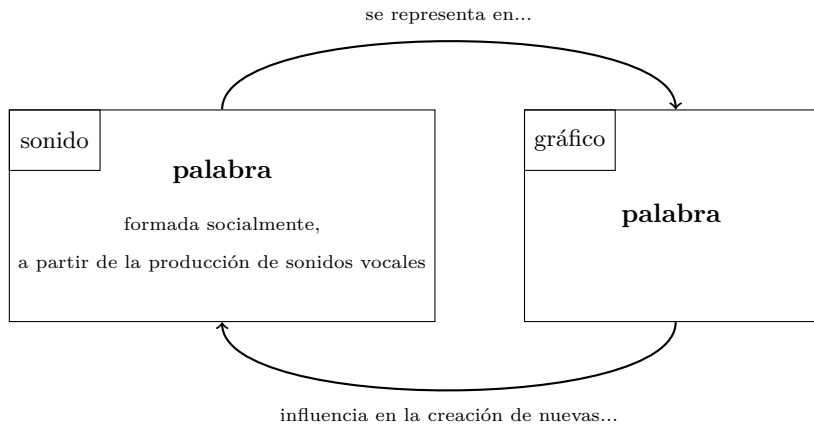 se representa en...
sonido
palabra
formada socialmente,
a partir de la producción de sonidos vocales
gráfico
palabra
influencia en la creación de nuevas...